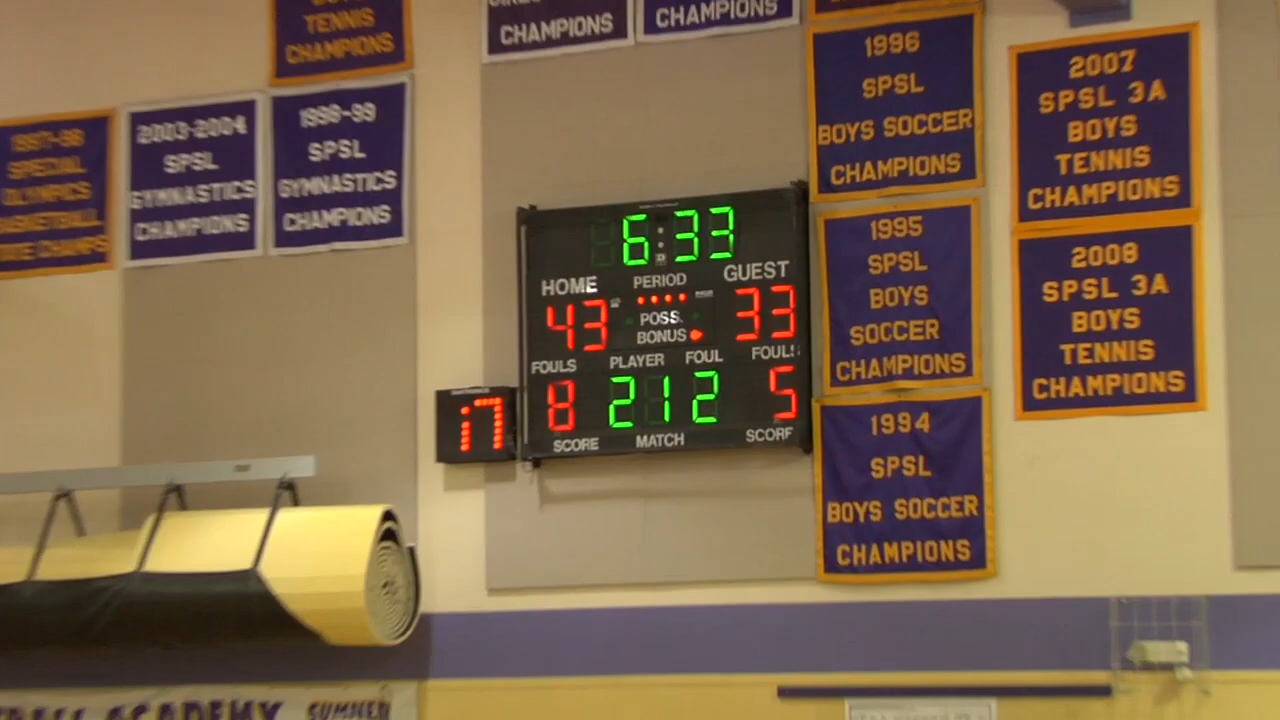 TENNIS
CHAMPIONS
CHAMPIONS
CHAMPIONS
1997-98
SPECIAL
OLYMPICS
BASKETBALL
CHAMPS
2003-2004
SPSL
GYMNASTICS
CHAMPIONS
1998-99
SPSL
GYMNASTICS
CHAMPIONS
6:33
HOME PERIOD GUEST
43 POSS. 33
BONUS
FOULS PLAYER FOUL FOULS
8 21 2 5
SCORE MATCH SCORE
17
1996
SPSL
BOYS SOCCER
CHAMPIONS
1995
SPSL
BOYS
SOCCER
CHAMPIONS
1994
SPSL
BOYS SOCCER
CHAMPIONS
2007
SPSL 3A
BOYS
TENNIS
CHAMPIONS
2008
SPSL 3A
BOYS
TENNIS
CHAMPIONS
ACADEMY SUMNER